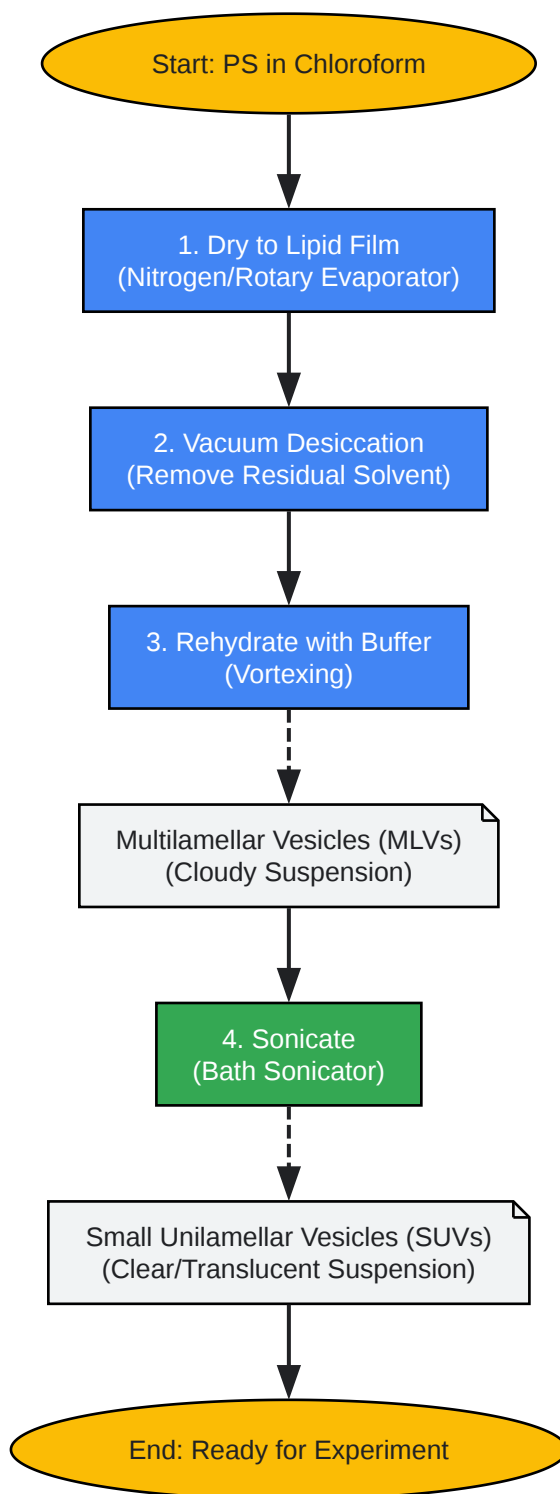 Start: PS in Chloroform
1. Dry to Lipid Film
(Nitrogen/Rotary Evaporator)
2. Vacuum Desiccation
(Remove Residual Solvent)
3. Rehydrate with Buffer
(Vortexing)
Multilamellar Vesicles (MLVs)
(Cloudy Suspension)
4. Sonicate
(Bath Sonicator)
Small Unilamellar Vesicles (SUVs)
(Clear/Translucent Suspension)
End: Ready for Experiment